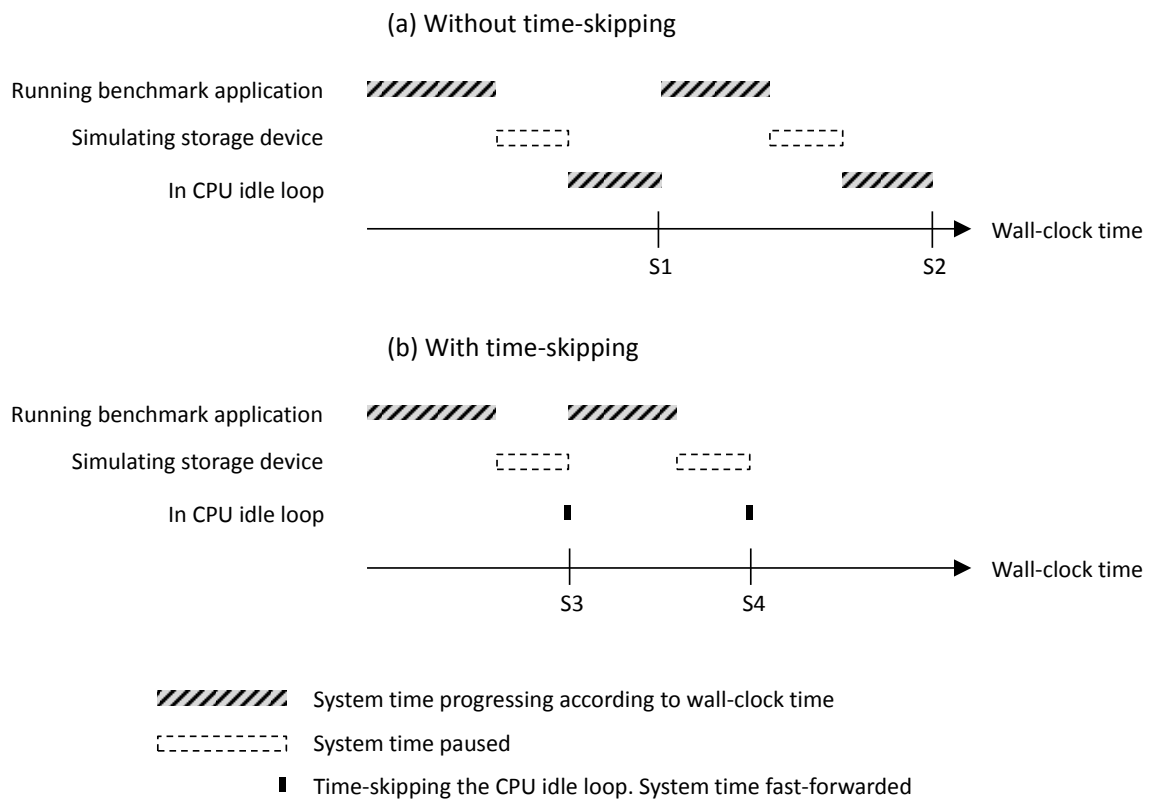 (a) Without time-skipping
Running benchmark application
Simulating storage device
In CPU idle loop
Wall-clock time
S1
S2
(b) With time-skipping
Running benchmark application
Simulating storage device
In CPU idle loop
Wall-clock time
S3
S4
System time progressing according to wall-clock time
System time paused
Time-skipping the CPU idle loop. System time fast-forwarded